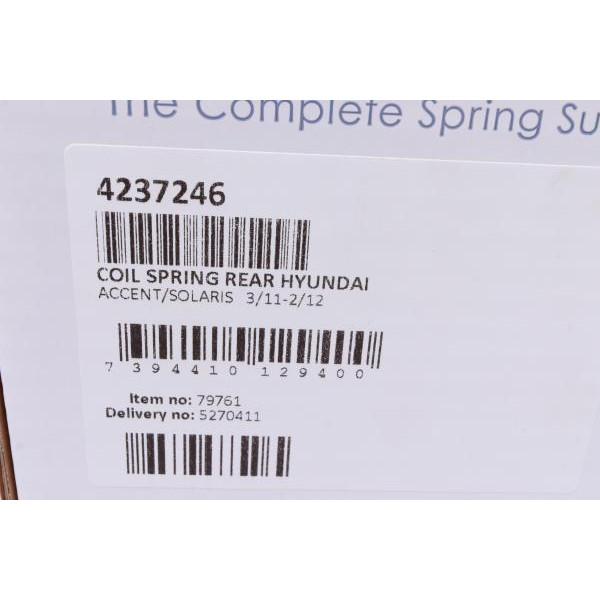 The Complete Spring Su
4237246
COIL SPRING REAR HYUNDAI
ACCENT/SOLARIS 3/11-2/12
7 394410 129400
Item no: 79761
Delivery no: 5270411